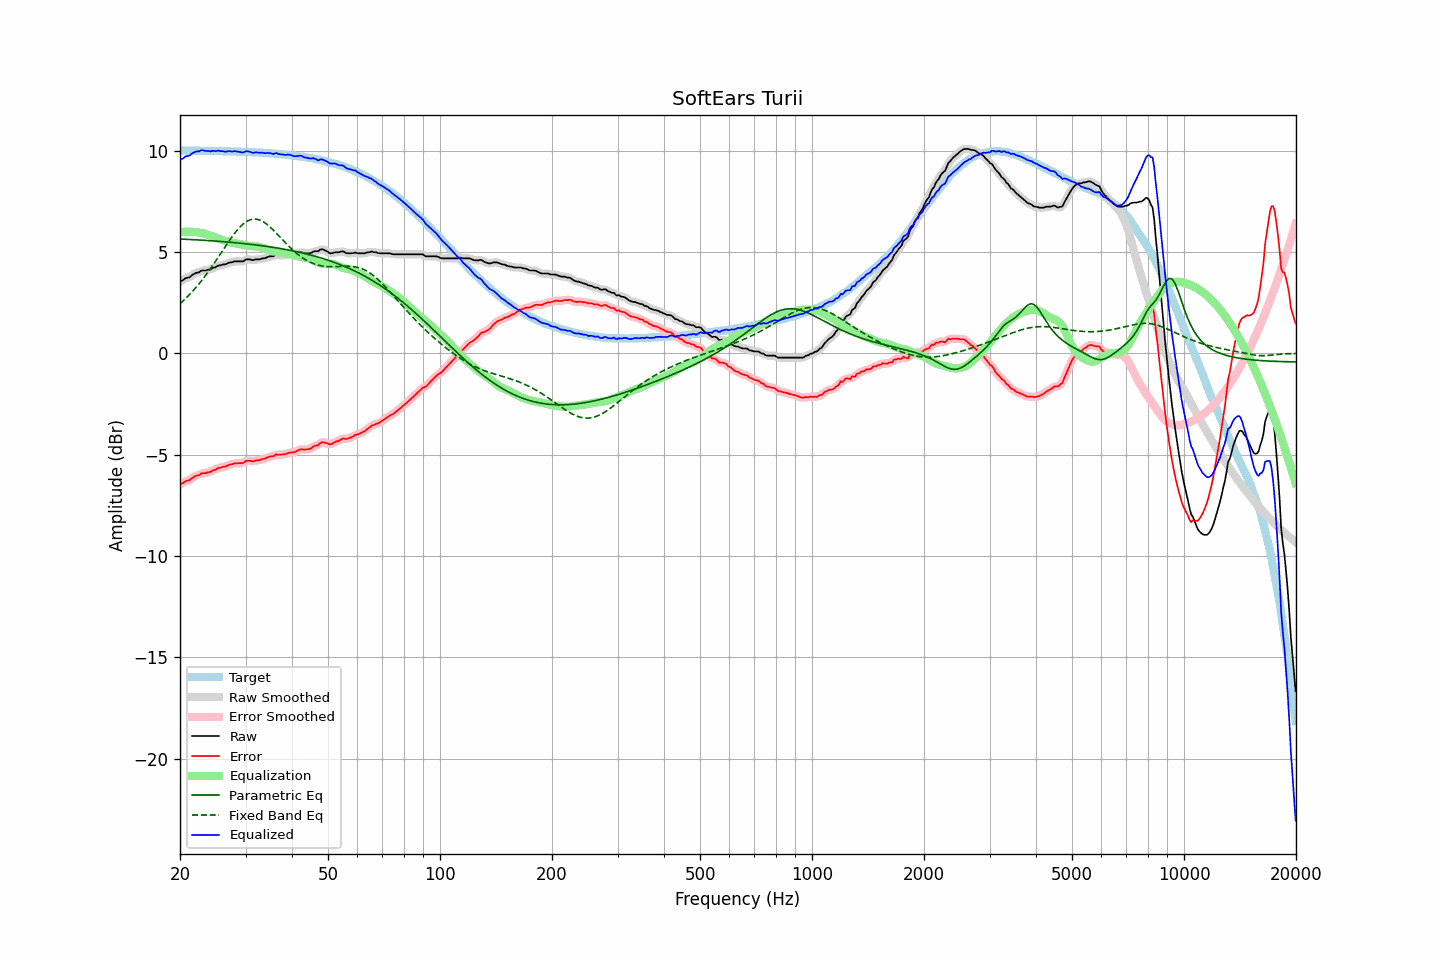 SoftEars Turii
10
5
0
−5
−10
−15
−20
Amplitude (dBr)
Target
Raw Smoothed
Error Smoothed
Raw
Error
Equalization
Parametric Eq
Fixed Band Eq
Equalized
20 50 100 200 500 1000 2000 5000 10000 20000
Frequency (Hz)